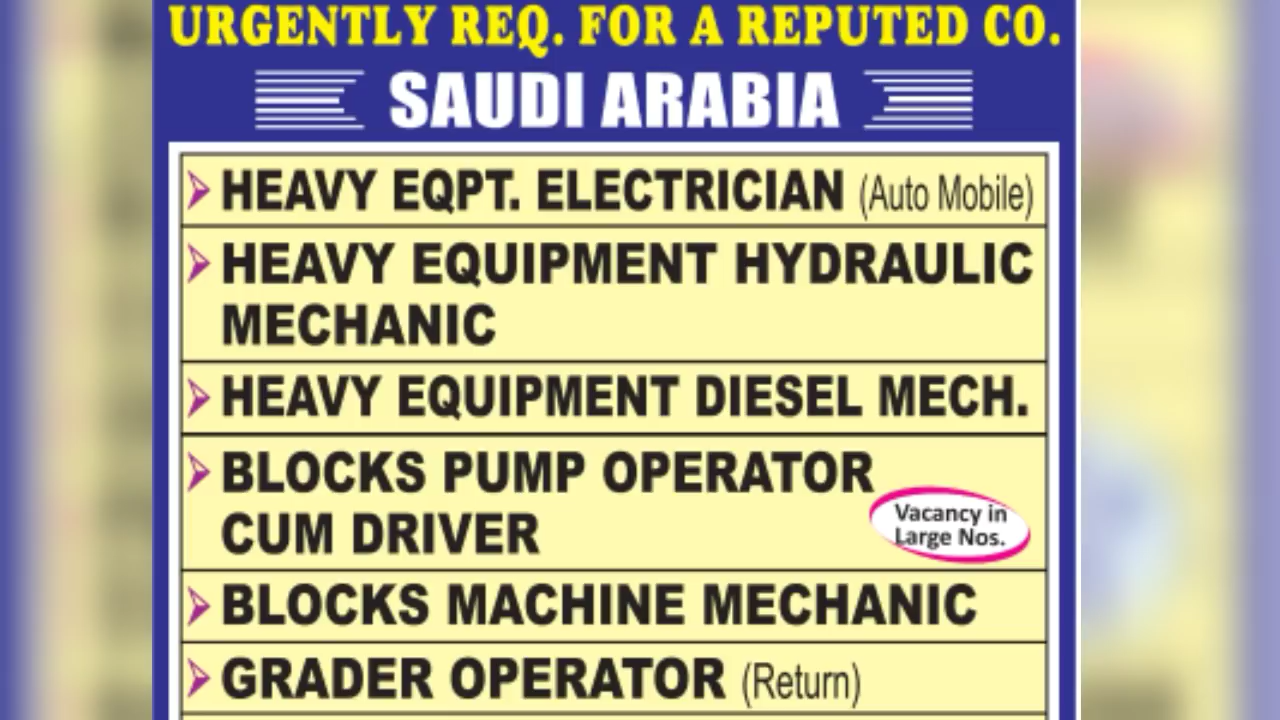 URGENTLY REQ. FOR A REPUTED CO.
SAUDI ARABIA
HEAVY EQPT. ELECTRICIAN (Auto Mobile)
HEAVY EQUIPMENT HYDRAULIC
MECHANIC
HEAVY EQUIPMENT DIESEL MECH.
BLOCKS PUMP OPERATOR
CUM DRIVER
Vacancy in
Large Nos.
BLOCKS MACHINE MECHANIC
GRADER OPERATOR (Return)